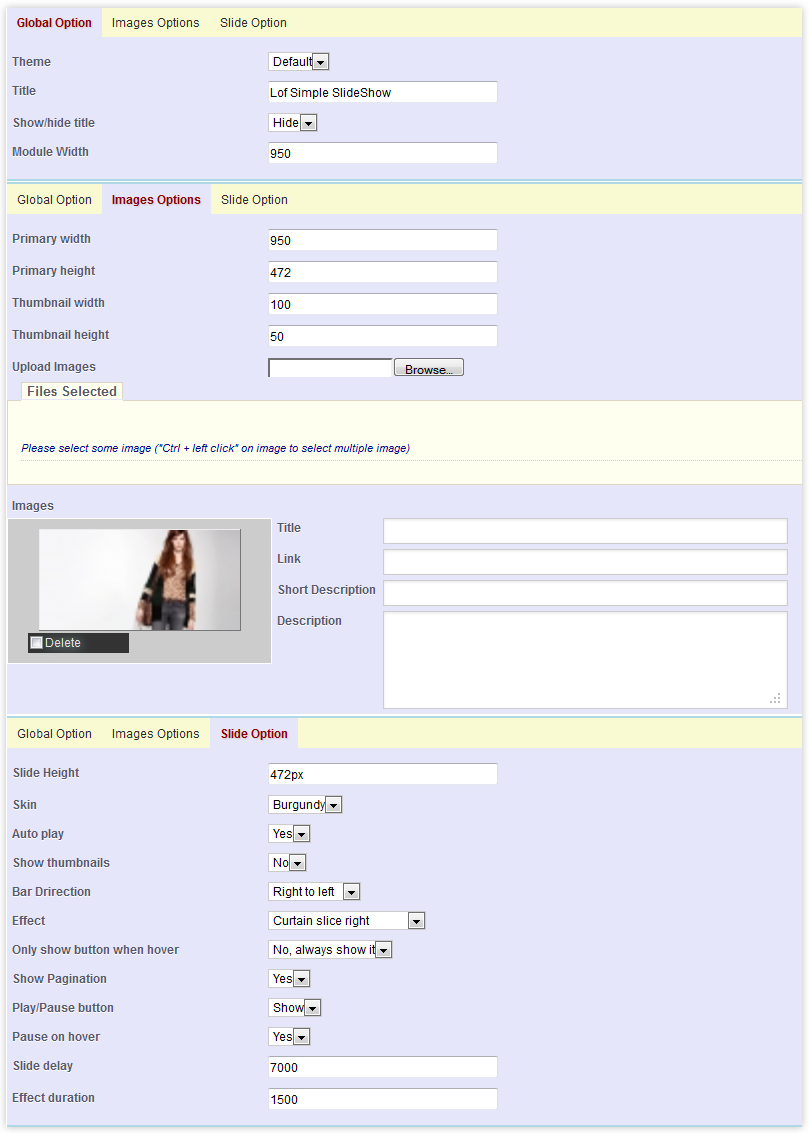 Global Option Images Options Slide Option
Theme Default
Title Lof Simple SlideShow
Show/hide title Hide
Module Width 950
Global Option Images Options Slide Option
Primary width 950
Primary height 472
Thumbnail width 100
Thumbnail height 50
Upload Images Browse...
Files Selected
Please select some image ("Ctrl + left click" on image to select multiple image)
Images
Title
Link
Short Description
Description
Delete
Global Option Images Options Slide Option
Slide Height 472px
Skin Burgundy
Auto play Yes
Show thumbnails No
Bar Drirection Right to left
Effect Curtain slice right
Only show button when hover No, always show it
Show Pagination Yes
Play/Pause button Show
Pause on hover Yes
Slide delay 7000
Effect duration 1500